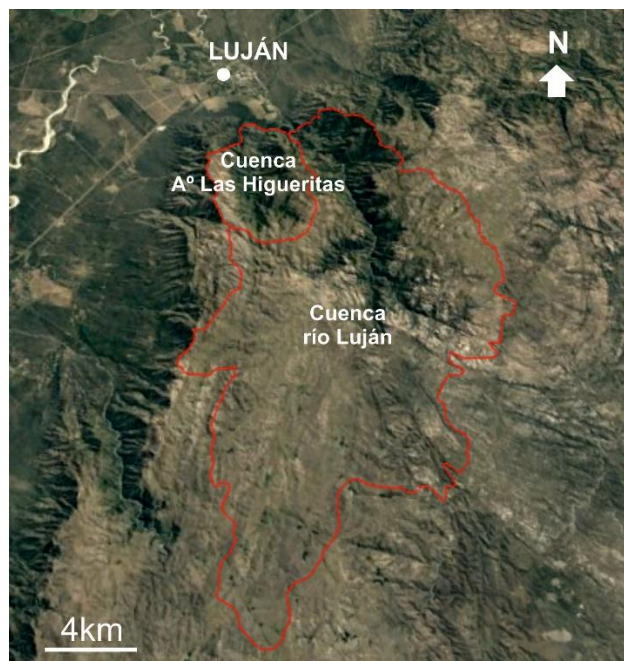 LUJÁN
N
Cuenca
Aº Las Higueritas
Cuenca
río Luján
4km